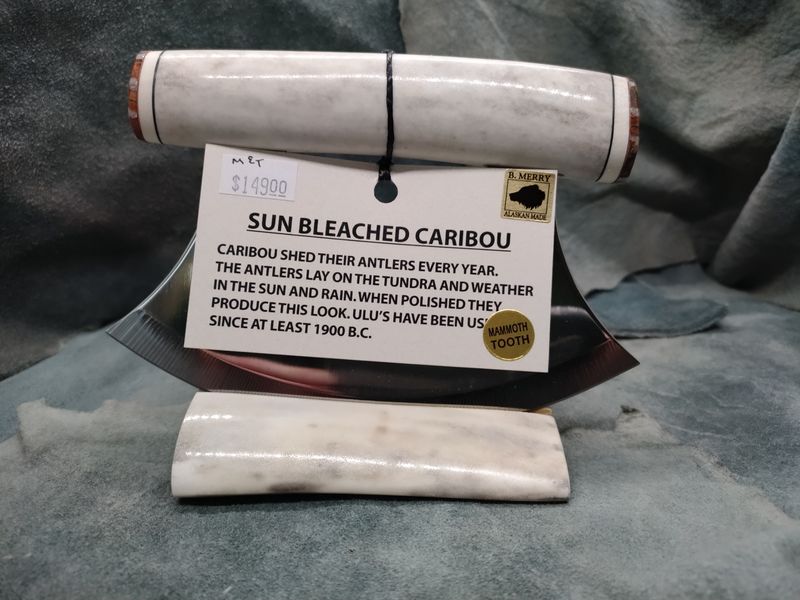 M&T
$149.00
B. MERRY
ALASKAN MADE
SUN BLEACHED CARIBOU
CARIBOU SHED THEIR ANTLERS EVERY YEAR.
THE ANTLERS LAY ON THE TUNDRA AND WEATHER
IN THE SUN AND RAIN. WHEN POLISHED THEY
PRODUCE THIS LOOK. ULU'S HAVE BEEN
SINCE AT LEAST 1900 B.C.
MAMMOTH
TOOTH